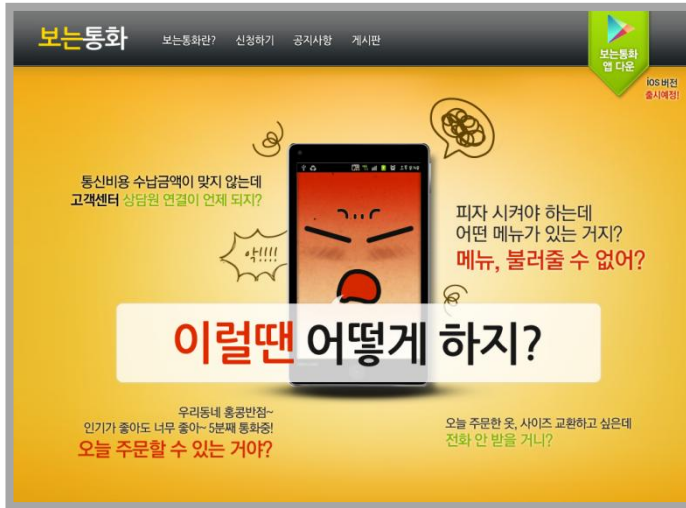 보는통화
보는통화란? 신청하기 공지사항 게시판
보는통화
앱 다운
iOS 버전
출시예정!
통신비용 수납금액이 맞지 않는데
고객센터 상담원 연결이 언제 되지?
피자 시켜야 하는데
어떤 메뉴가 있는 거지?
메뉴, 불러줄 수 없어?
악!!!!
이럴땐 어떻게 하지?
우리동네 홍콩반점~
인기가 좋아도 너무 좋아~ 5분째 통화중!
오늘 주문할 수 있는 거야?
오늘 주문한 옷, 사이즈 교환하고 싶은데
전화 안 받을 거니?